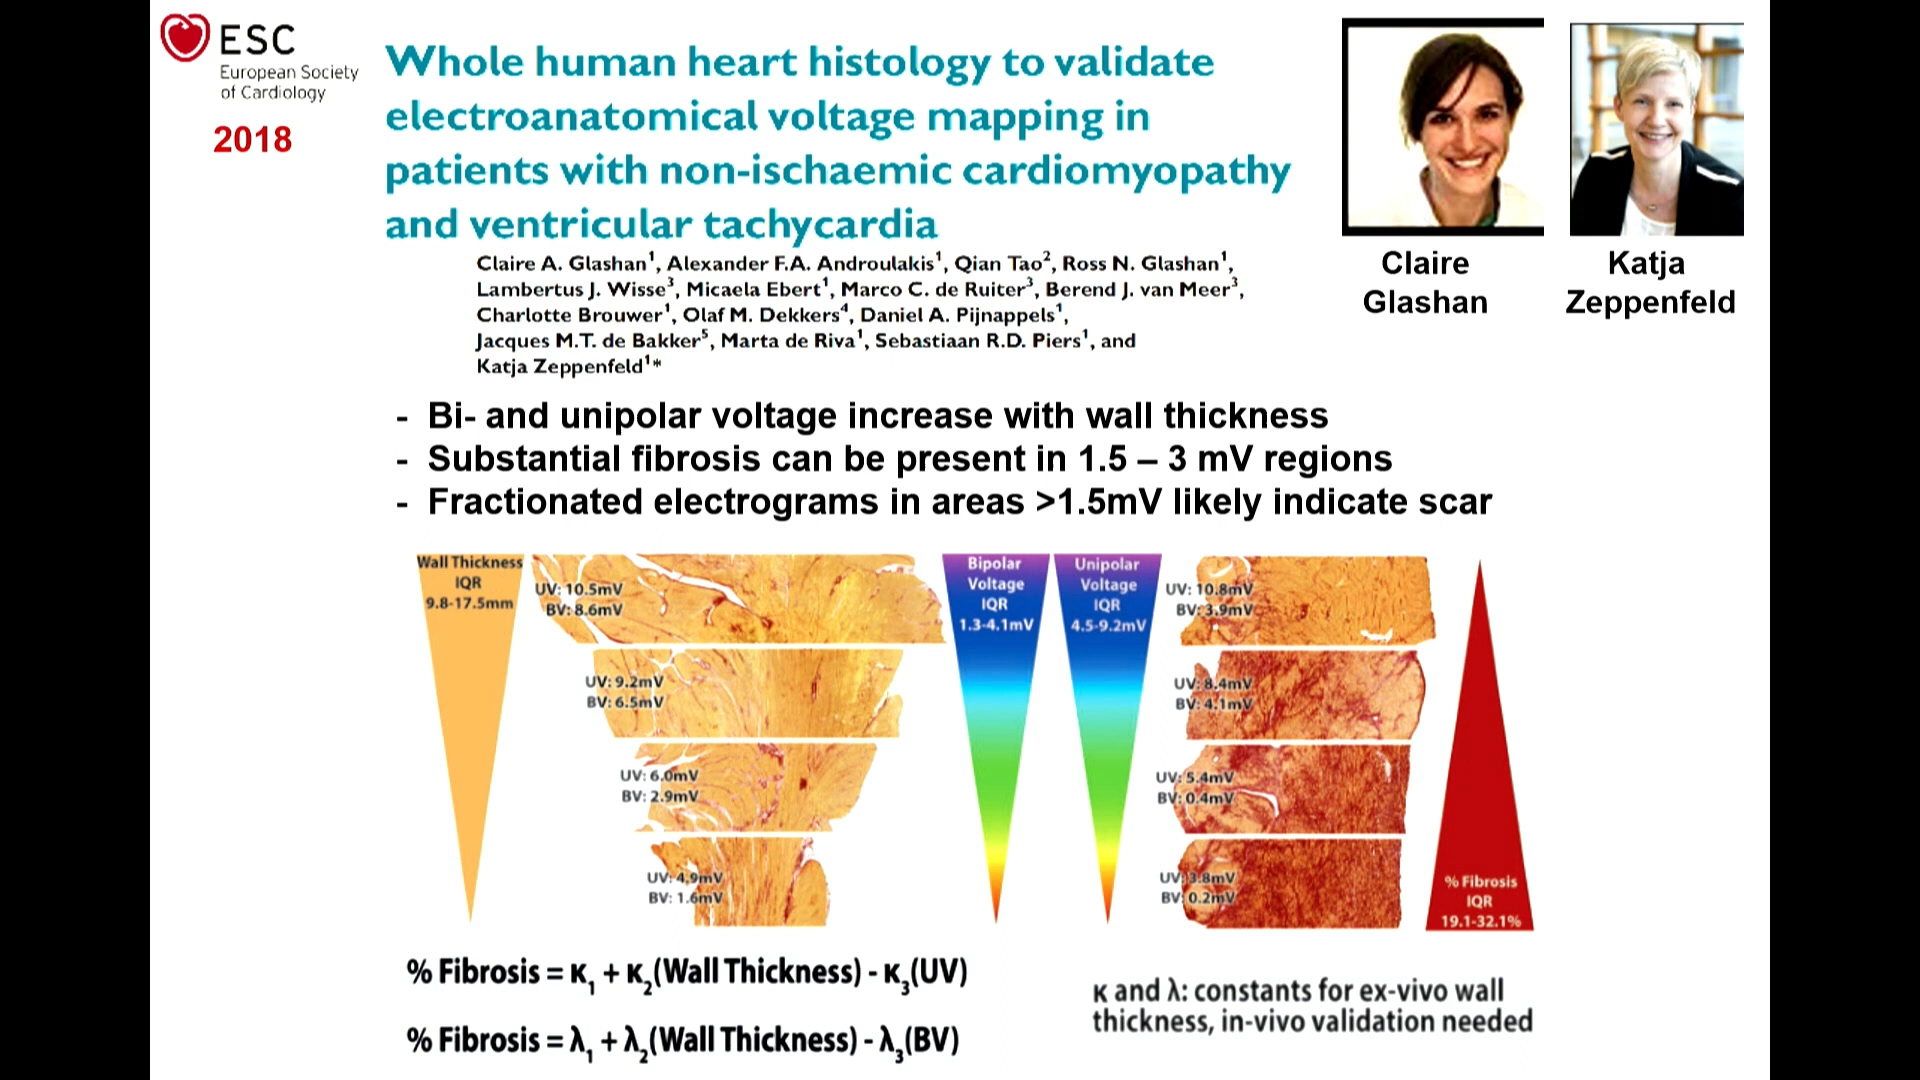 ESC
European Society
of Cardiology
2018
Whole human heart histology to validate
electroanatomical voltage mapping in
patients with non-ischaemic cardiomyopathy
and ventricular tachycardia
Claire A. Glashan¹, Alexander F.A. Androulakis¹, Qian Tao², Ross N. Glashan¹,
Lambertus J. Wisse³, Micaela Ebert¹, Marco C. de Ruiter³, Berend J. van Meer³,
Charlotte Brouwer¹, Olaf M. Dekkers⁴, Daniel A. Pijnappels¹,
Jacques M.T. de Bakker⁵, Marta de Riva¹, Sebastiaan R.D. Piers¹, and
Katja Zeppenfeld¹*
Claire
Glashan
Katja
Zeppenfeld
- Bi- and unipolar voltage increase with wall thickness
- Substantial fibrosis can be present in 1.5 – 3 mV regions
- Fractionated electrograms in areas >1.5mV likely indicate scar
Wall Thickness
IQR
9.8-17.5mm
UV: 10.5mV
BV: 8.6mV
UV: 9.2mV
BV: 6.5mV
UV: 6.0mV
BV: 2.9mV
UV: 4.9mV
BV: 1.6mV
Bipolar
Voltage
IQR
1.3-4.1mV
Unipolar
Voltage
IQR
4.5-9.2mV
UV: 10.8mV
BV: 3.9mV
UV: 8.4mV
BV: 4.1mV
UV: 5.4mV
BV: 0.4mV
UV: 3.8mV
BV: 0.2mV
% Fibrosis
IQR
19.1-32.1%
% Fibrosis = κ₁ + κ₂(Wall Thickness) - κ₃(UV)
% Fibrosis = λ₁ + λ₂(Wall Thickness) - λ₃(BV)
κ and λ: constants for ex-vivo wall
thickness, in-vivo validation needed